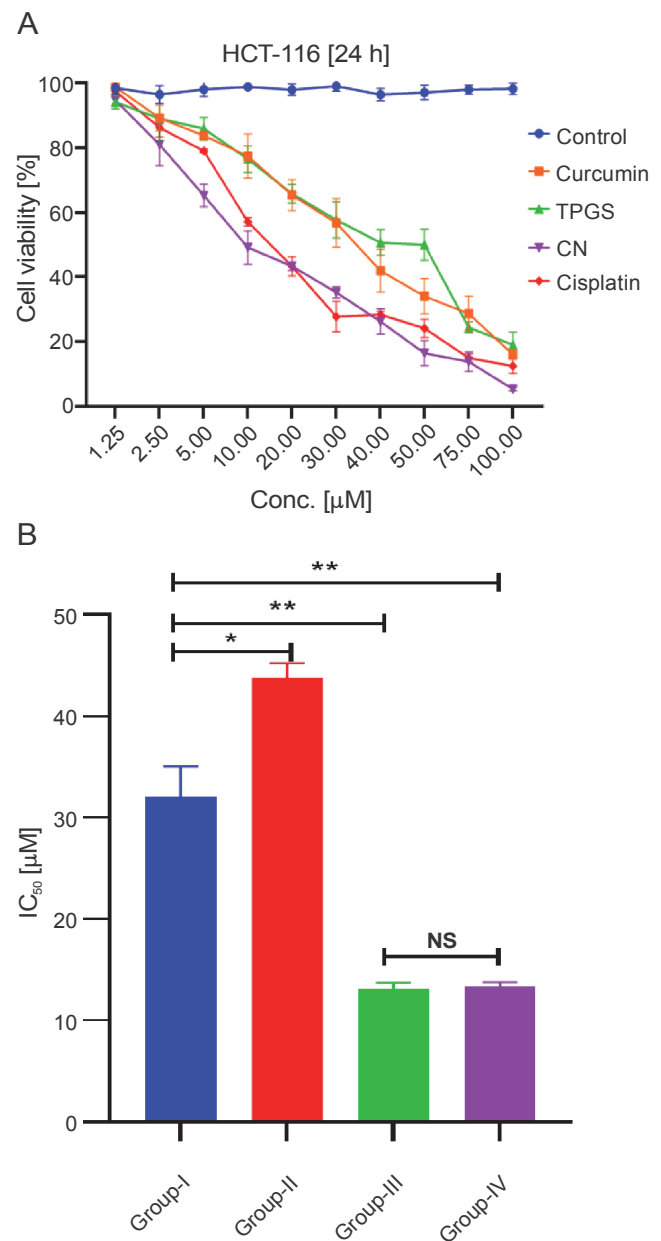 A
HCT-116 [24 h]
100
80
60
40
20
0
Cell viability [%]
1.25
2.50
5.00
10.00
20.00
30.00
40.00
50.00
75.00
100.00
Conc. [μM]
Control
Curcumin
TPGS
CN
Cisplatin
B
**
**
*
NS
50
40
30
20
10
0
IC50 [μM]
Group-I
Group-II
Group-III
Group-IV